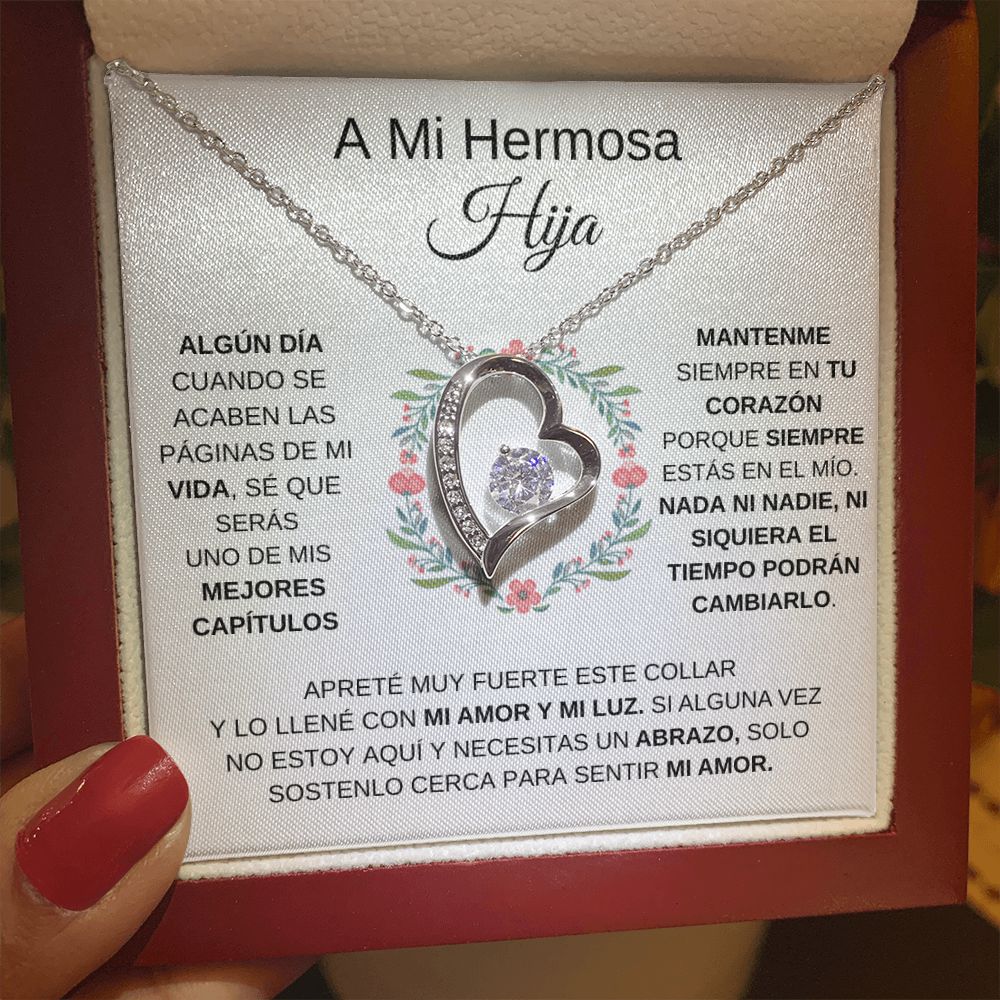 A Mi Hermosa
Hija
ALGÚN DÍA
CUANDO SE
ACABEN LAS
PÁGINAS DE MI
VIDA, SÉ QUE
SERÁS
UNO DE MIS
MEJORES
CAPÍTULOS
MANTENME
SIEMPRE EN TU
CORAZÓN
PORQUE SIEMPRE
ESTÁS EN EL MÍO.
NADA NI NADIE, NI
SIQUIERA EL
TIEMPO PODRÁN
CAMBIARLO.
APRETÉ MUY FUERTE ESTE COLLAR
Y LO LLENÉ CON MI AMOR Y MI LUZ. SI ALGUNA VEZ
NO ESTOY AQUÍ Y NECESITAS UN ABRAZO, SOLO
SOSTENLO CERCA PARA SENTIR MI AMOR.